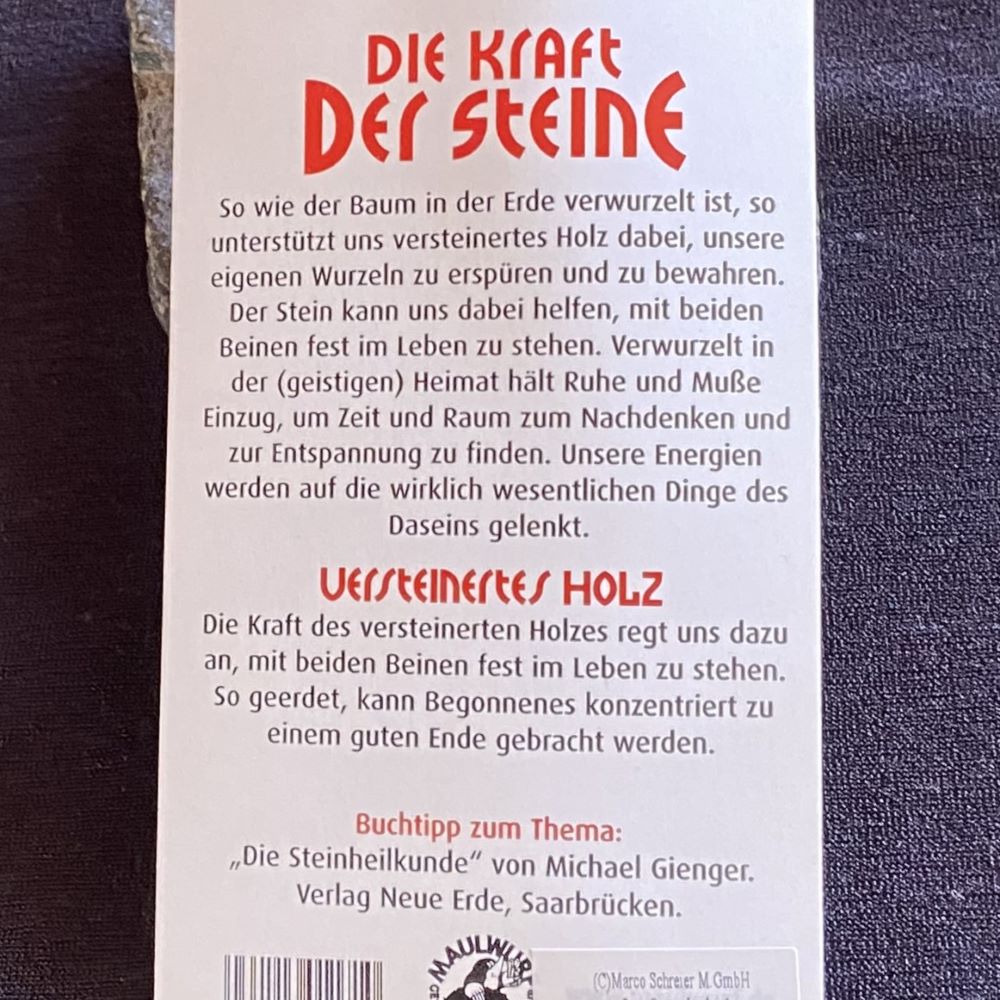 DIE KRAFT
DER STEINE
So wie der Baum in der Erde verwurzelt ist, so
unterstützt uns versteinertes Holz dabei, unsere
eigenen Wurzeln zu erspüren und zu bewahren.
Der Stein kann uns dabei helfen, mit beiden
Beinen fest im Leben zu stehen. Verwurzelt in
der (geistigen) Heimat hält Ruhe und Muße
Einzug, um Zeit und Raum zum Nachdenken und
zur Entspannung zu finden. Unsere Energien
werden auf die wirklich wesentlichen Dinge des
Daseins gelenkt.
VERSTEINERTES HOLZ
Die Kraft des versteinerten Holzes regt uns dazu
an, mit beiden Beinen fest im Leben zu stehen.
So geerdet, kann Begonnenes konzentriert zu
einem guten Ende gebracht werden.
Buchtipp zum Thema:
„Die Steinheilkunde“ von Michael Gienger.
Verlag Neue Erde, Saarbrücken.
MAULWURF
(C)Marco Schreier M.GmbH